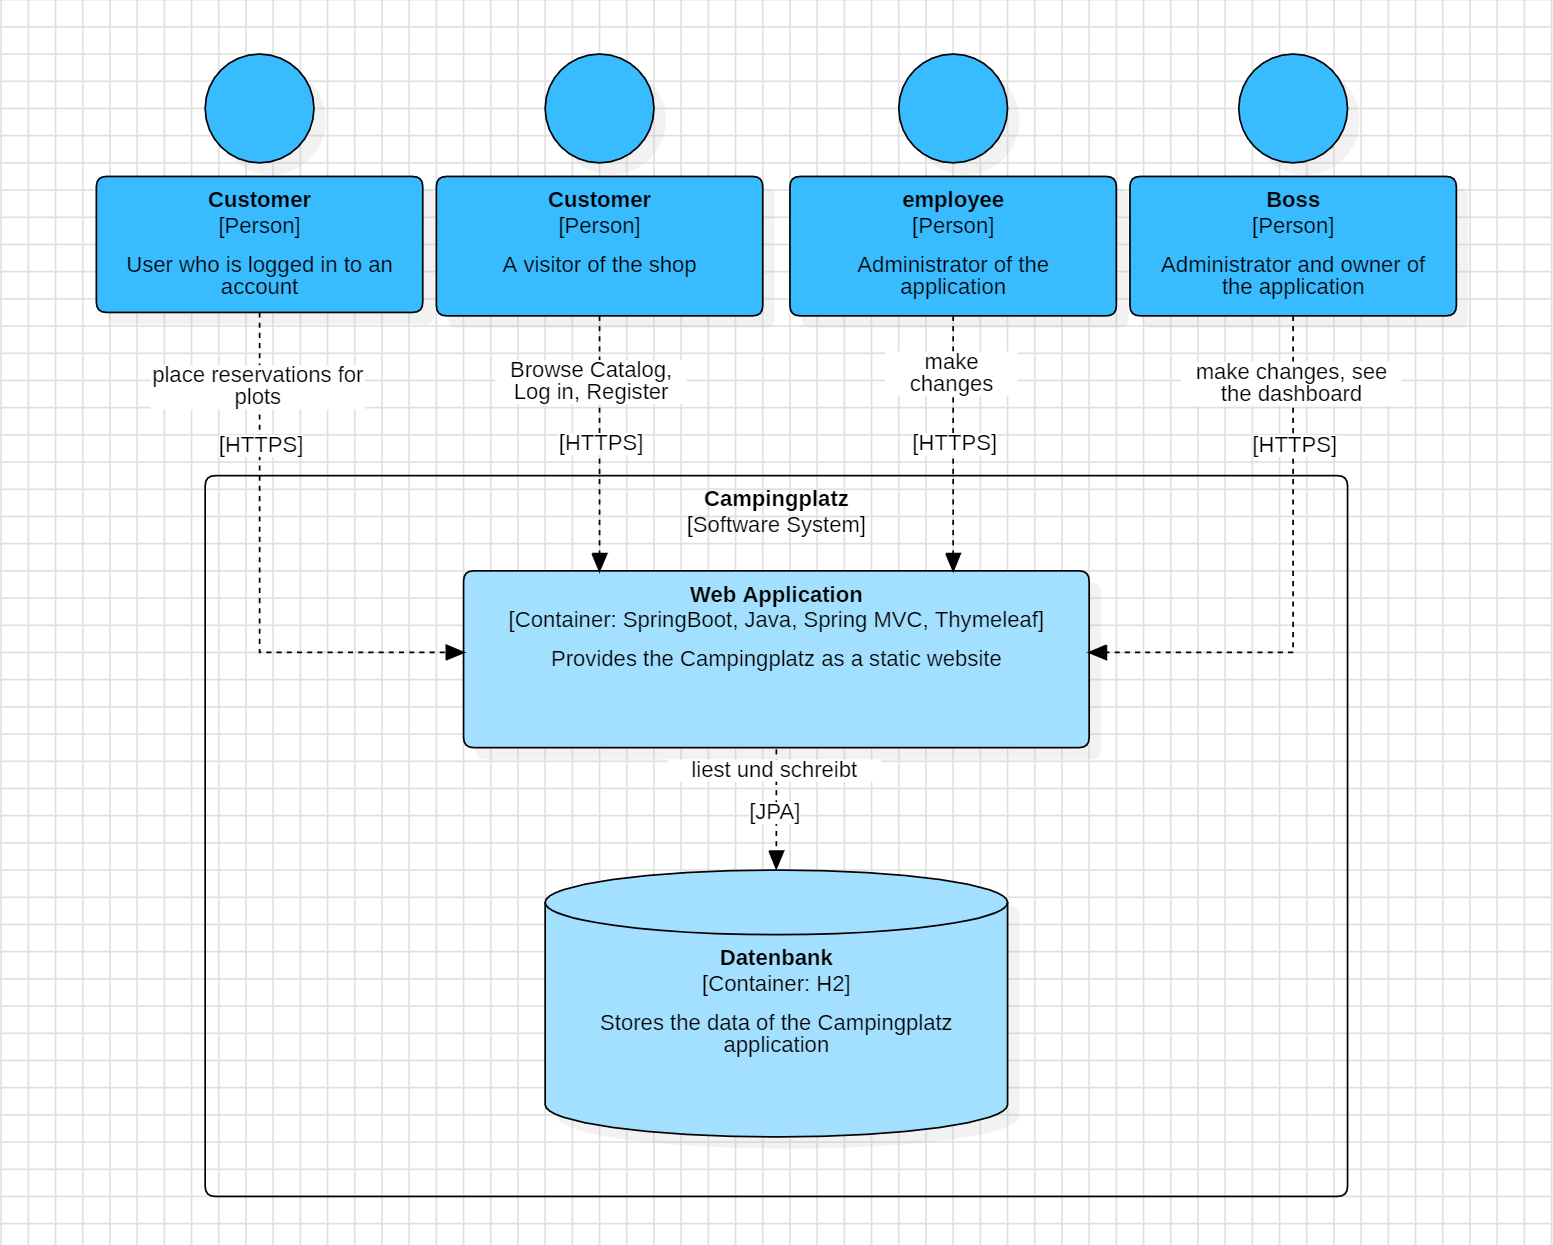 Customer
[Person]
User who is logged in to an
account
Customer
[Person]
A visitor of the shop
employee
[Person]
Administrator of the
application
Boss
[Person]
Administrator and owner of
the application
place reservations for
plots
[HTTPS]
Browse Catalog,
Log in, Register
[HTTPS]
make
changes
[HTTPS]
make changes, see
the dashboard
[HTTPS]
Campingplatz
[Software System]
Web Application
[Container: SpringBoot, Java, Spring MVC, Thymeleaf]
Provides the Campingplatz as a static website
liest und schreibt
[JPA]
Datenbank
[Container: H2]
Stores the data of the Campingplatz
application